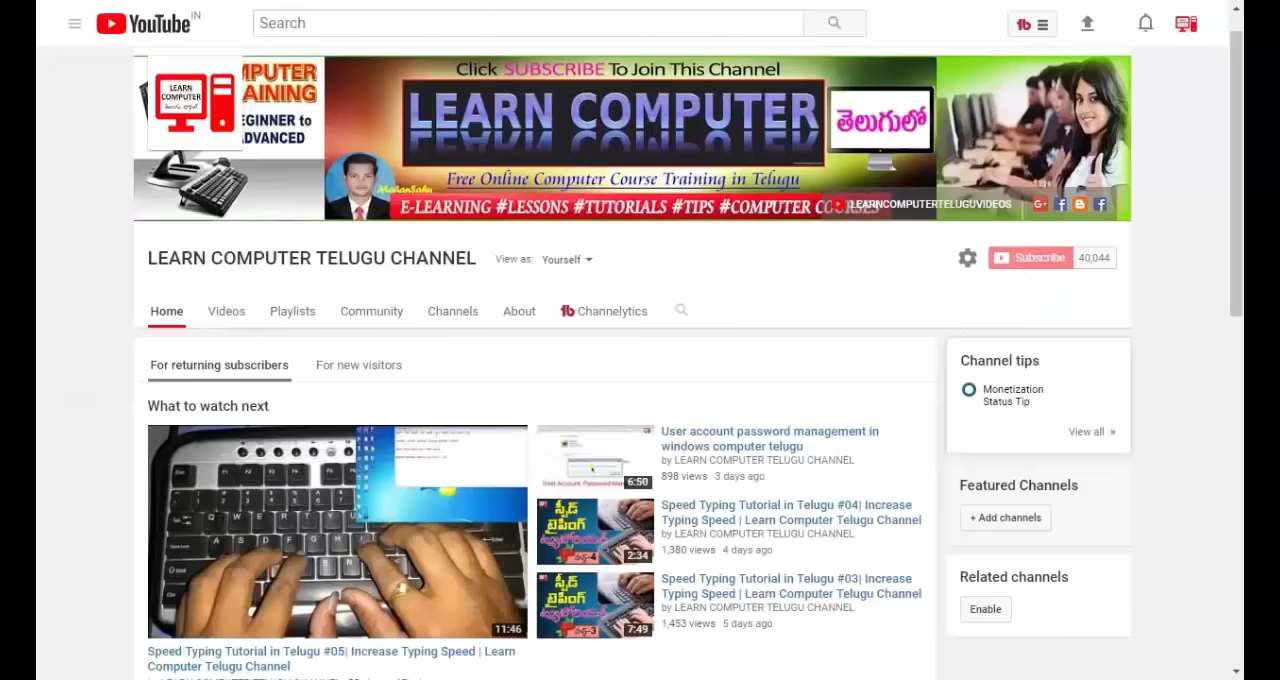 YouTube IN
Search
LEARN
COMPUTER
COMPUTER
TRAINING
BEGINNER to
ADVANCED
Click SUBSCRIBE To Join This Channel
LEARN COMPUTER
తెలుగులో
Free Online Computer Course Training in Telugu
E-LEARNING #LESSONS #TUTORIALS #TIPS #COMPUTER COURSES
LEARNCOMPUTERTELUGUVIDEOS
LEARN COMPUTER TELUGU CHANNEL
View as: Yourself
Subscribe 40,044
Home Videos Playlists Community Channels About Channelytics
For returning subscribers For new visitors
What to watch next
11:46
Speed Typing Tutorial in Telugu #05| Increase Typing Speed | Learn
Computer Telugu Channel
6:50
User account password management in
windows computer telugu
by LEARN COMPUTER TELUGU CHANNEL
898 views 3 days ago
స్పీడ్
టైపింగ్
ట్యుటోరియల్
2:34
Speed Typing Tutorial in Telugu #04| Increase
Typing Speed | Learn Computer Telugu Channel
by LEARN COMPUTER TELUGU CHANNEL
1,380 views 4 days ago
స్పీడ్
టైపింగ్
ట్యుటోరియల్
7:49
Speed Typing Tutorial in Telugu #03| Increase
Typing Speed | Learn Computer Telugu Channel
by LEARN COMPUTER TELUGU CHANNEL
1,453 views 5 days ago
Channel tips
Monetization
Status Tip
View all »
Featured Channels
+ Add channels
Related channels
Enable